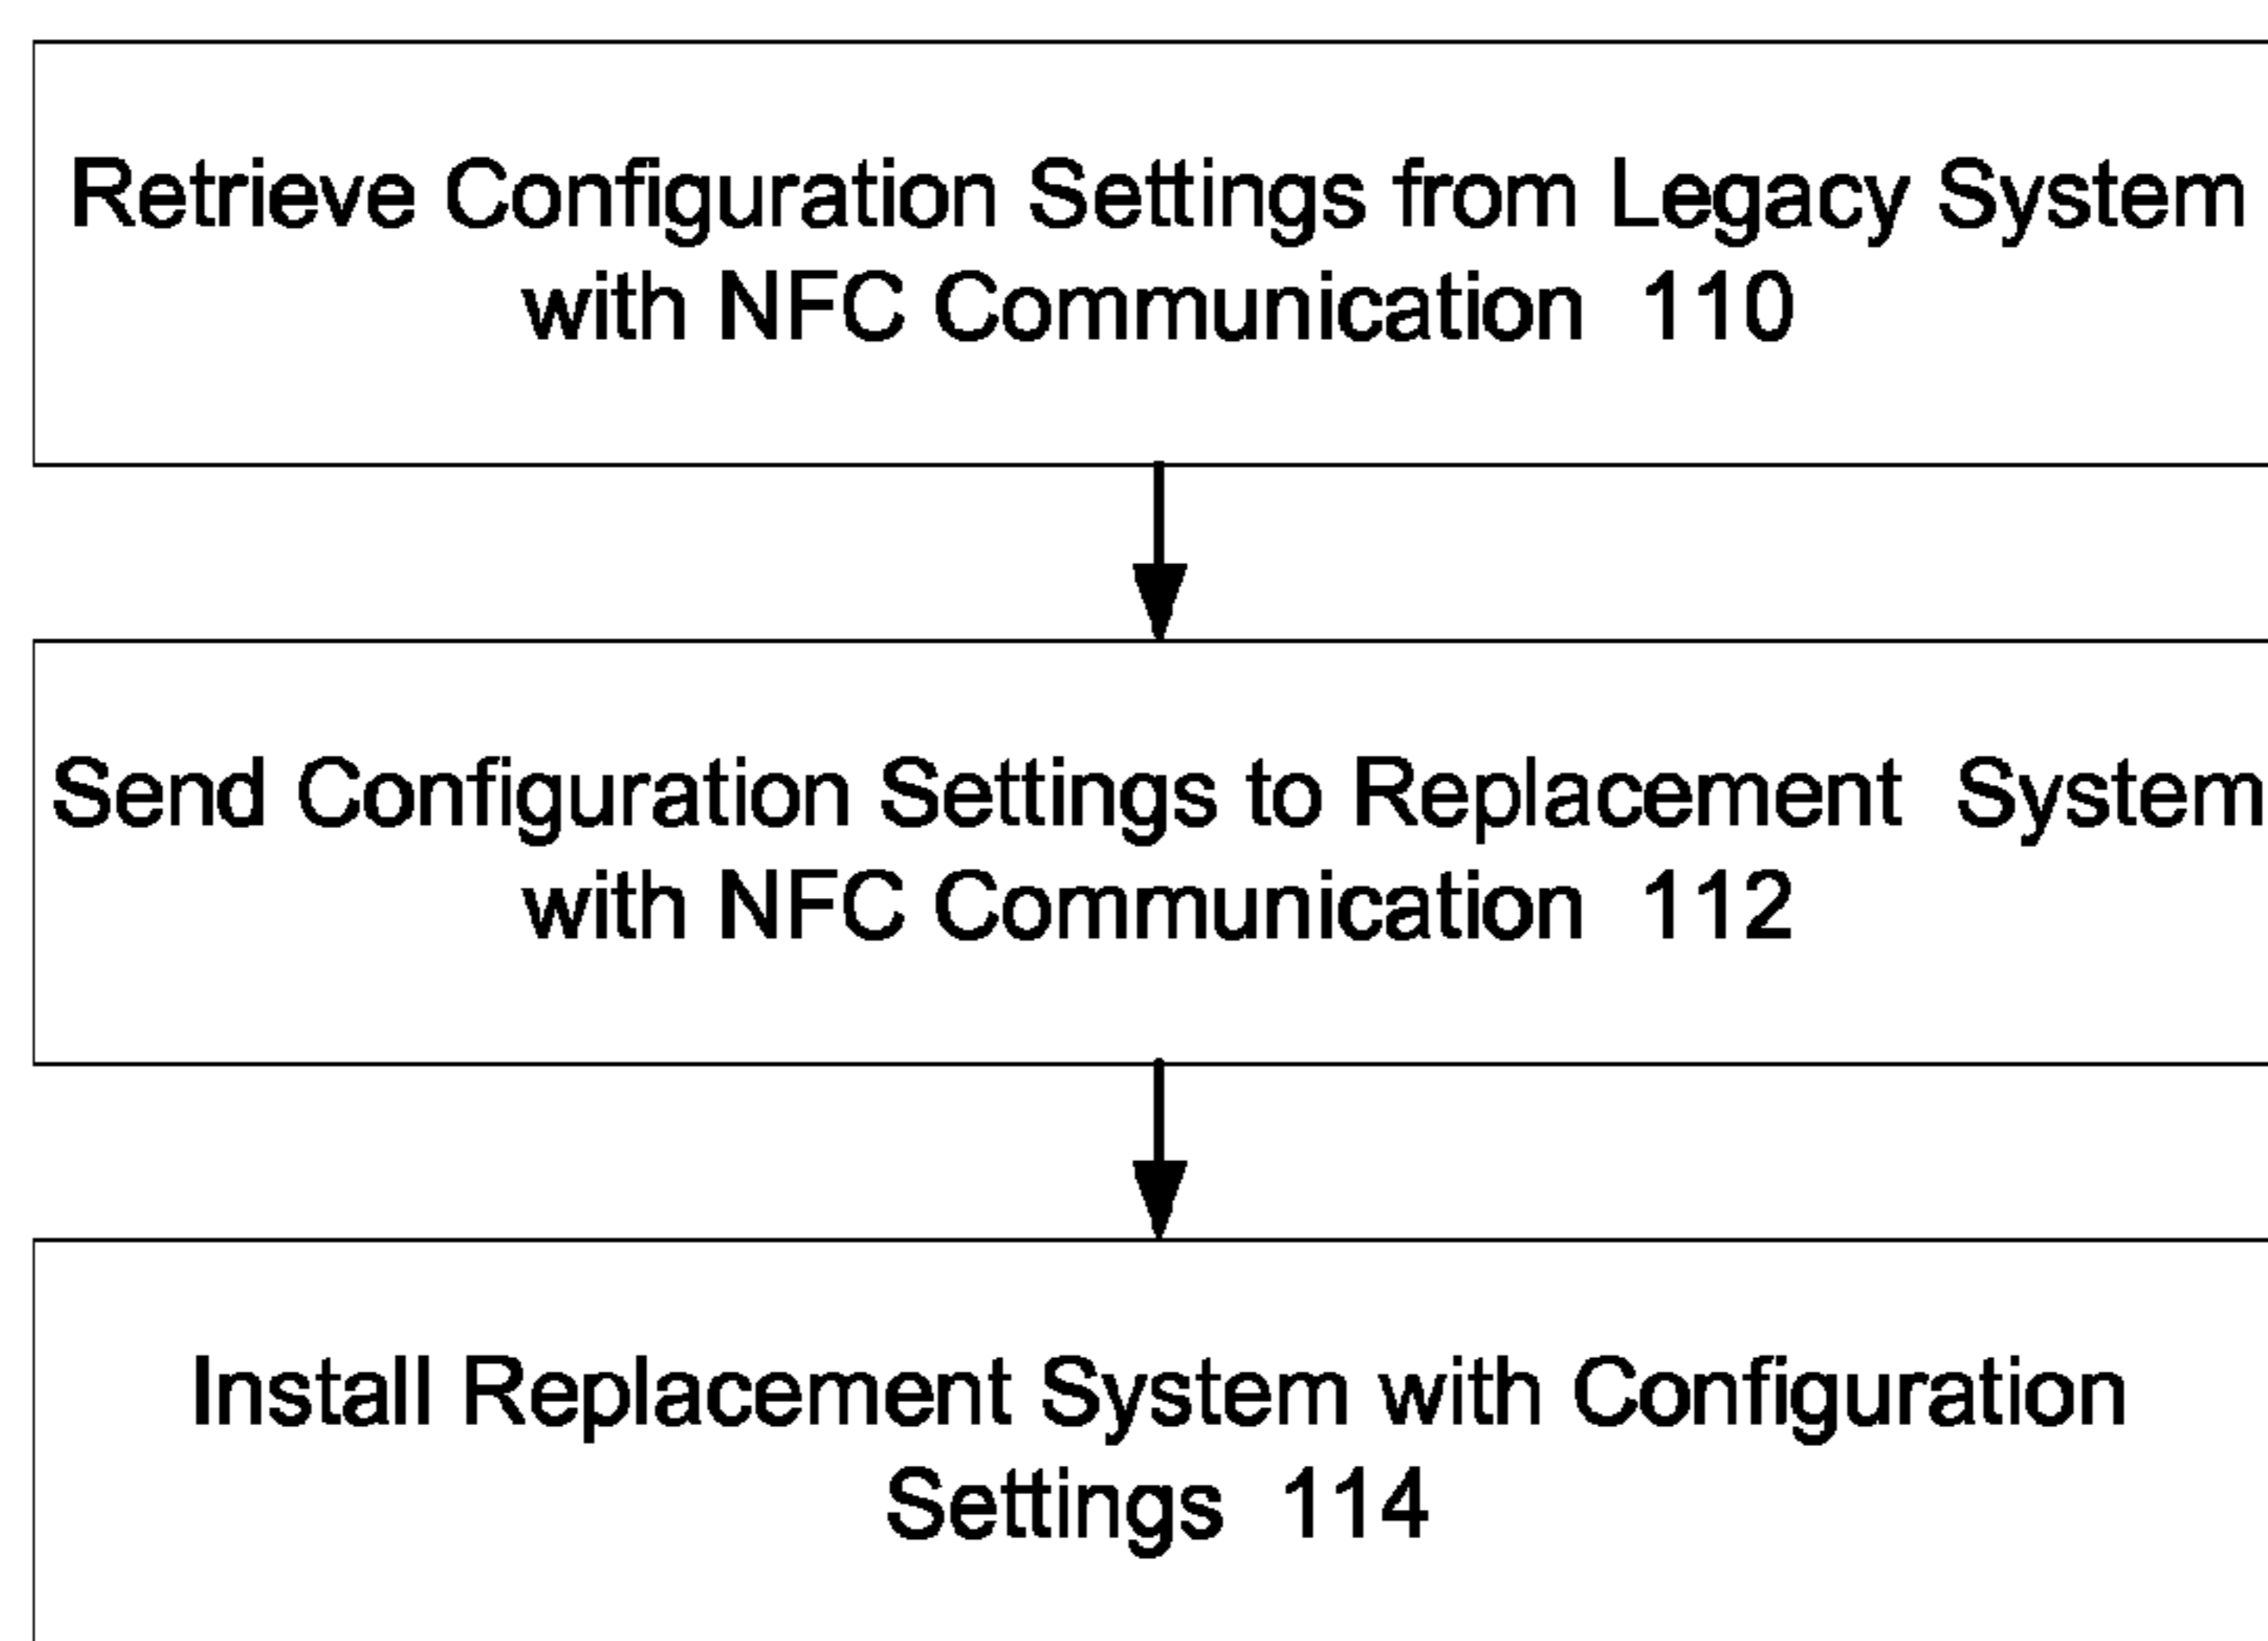 Retrieve Configuration Settings from Legacy System
with NFC Communication 110
Send Configuration Settings to Replacement System
with NFC Communication 112
Install Replacement System with Configuration
Settings 114